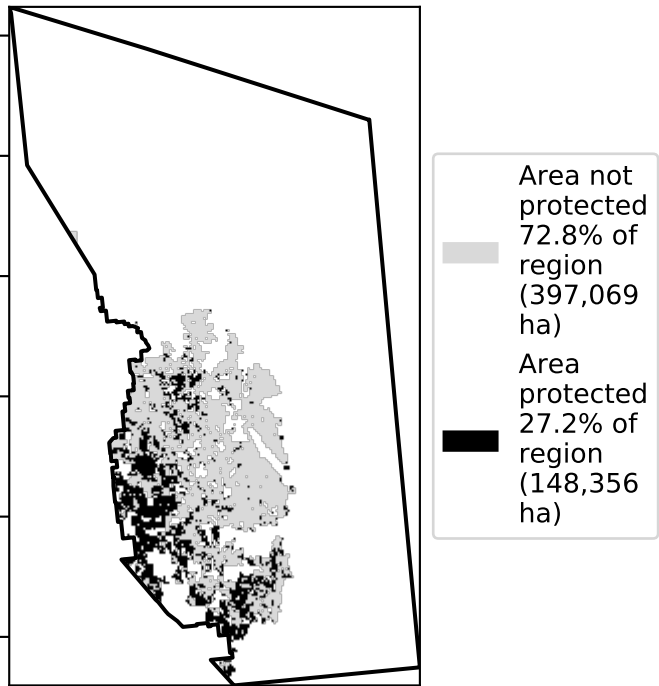 Area not
protected
72.8% of
region
(397,069
ha)
Area
protected
27.2% of
region
(148,356
ha)